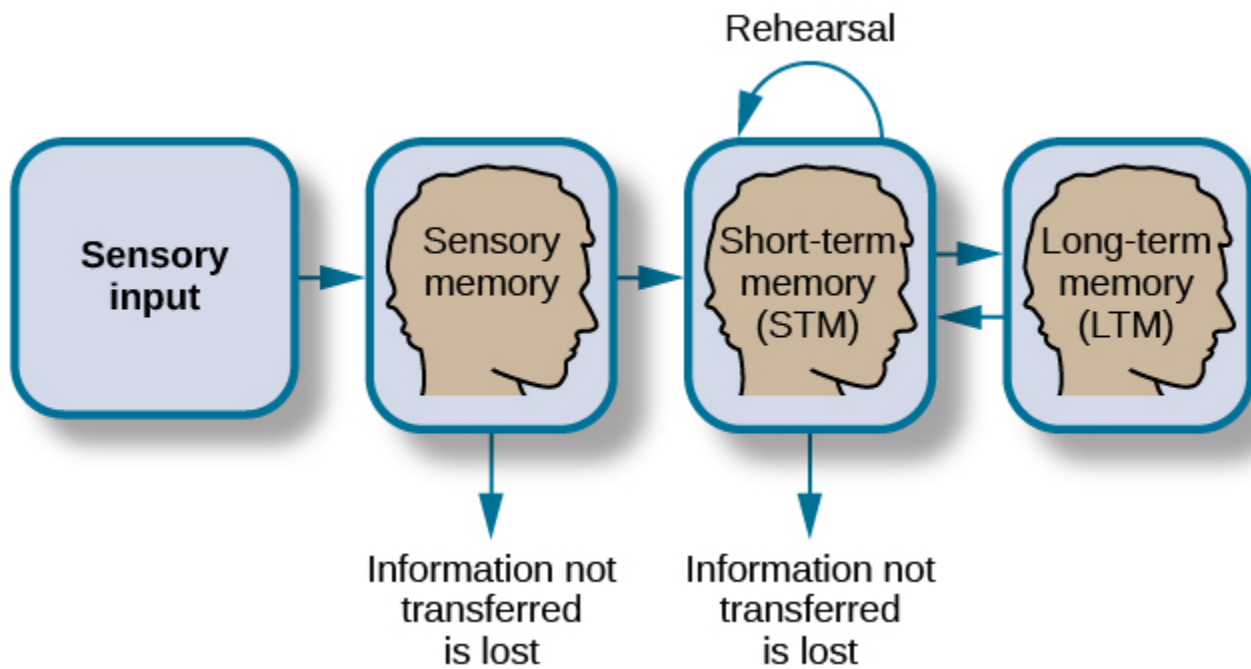 Rehearsal
Sensory
input
Sensory
memory
Short-term
memory
(STM)
Long-term
memory
(LTM)
Information not
transferred
is lost
Information not
transferred
is lost